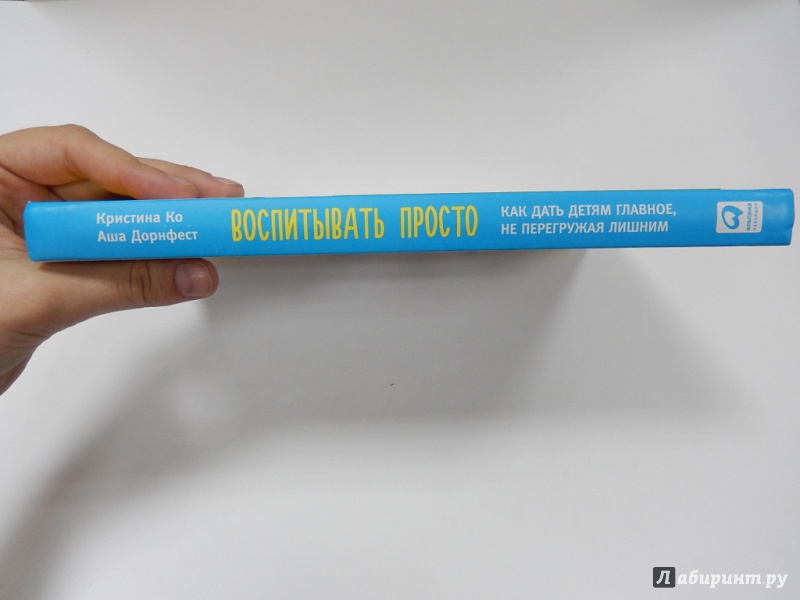 Кристина Ко
Аша Дорнфест
ВОСПИТЫВАТЬ ПРОСТО
КАК ДАТЬ ДЕТЯМ ГЛАВНОЕ,
НЕ ПЕРЕГРУЖАЯ ЛИШНИМ
Лабиринт.ру